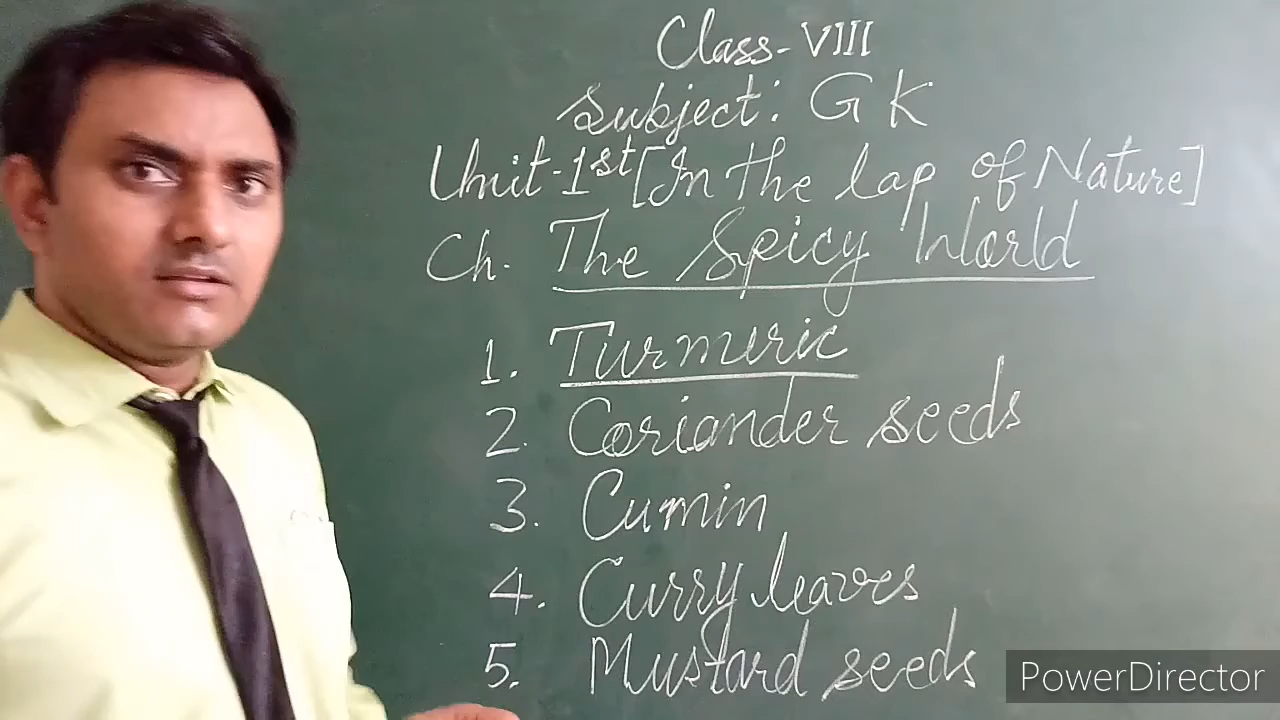 Class-VIII
Subject: GK
Unit-1st [In the lap of Nature]
Ch. The Spicy World
1. Turmeric
2. Coriander seeds
3. Cumin
4. Curry leaves
5. Mustard seeds
PowerDirector